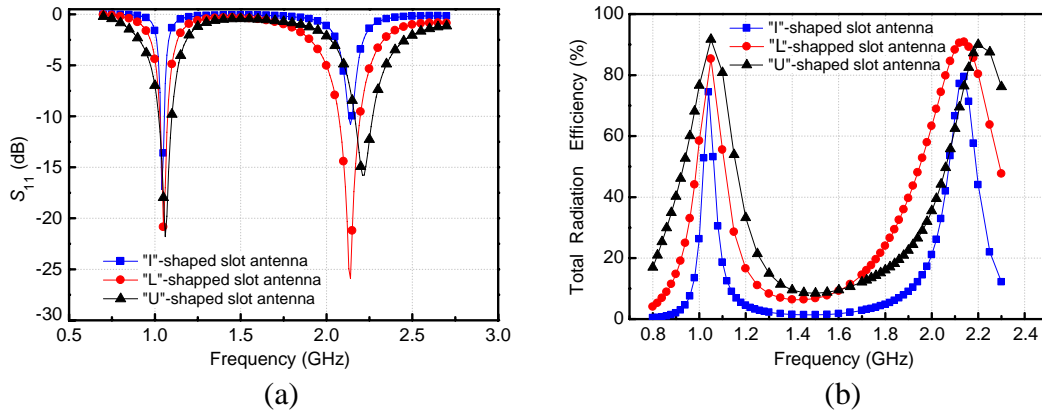 0
-5
-10
-15
-20
-25
-30
S11 (dB)
"I"-shaped slot antenna
"L"-shapped slot antenna
"U"-shaped slot antenna
0.5 1.0 1.5 2.0 2.5 3.0
Frequency (GHz)
(a)
100
80
60
40
20
0
Total Radiation Efficiency (%)
"I"-shaped slot antenna
"L"-shapped slot antenna
"U"-shaped slot antenna
0.8 1.0 1.2 1.4 1.6 1.8 2.0 2.2 2.4
Frequency (GHz)
(b)